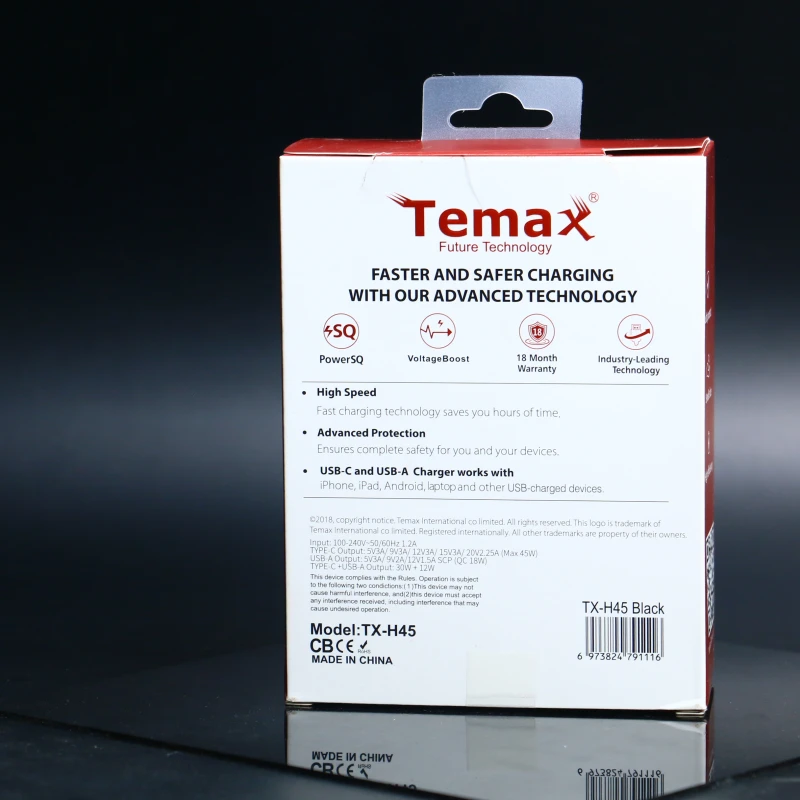 Temax®
Future Technology
FASTER AND SAFER CHARGING
WITH OUR ADVANCED TECHNOLOGY
SQ
18
PowerSQ
VoltageBoost
18 Month
Warranty
Industry-Leading
Technology
• High Speed
Fast charging technology saves you hours of time.
• Advanced Protection
Ensures complete safety for you and your devices.
• USB-C and USB-A Charger works with
iPhone, iPad, Android, laptop and other USB-charged devices.
©2018, copyright notice. Temax International co limited. All rights reserved. This logo is trademark of
Temax International co limited. Registered internationally. All other trademarks are property of their owners.
Input: 100-240V~50/60Hz 1.2A
TYPE-C Output: 5V3A/ 9V3A/ 12V3A/ 15V3A/ 20V2.25A (Max 45W)
USB-A Output: 5V3A/ 9V2A/12V1.5A SCP (QC 18W)
TYPE-C +USB-A Output: 30W + 12W
This device complies with the Rules. Operation is subject
to the following two conditions:(1)This device may not
cause harmful interference, and(2)this device must accept
any interference received, including interference that may
cause undesired operation.
Model:TX-H45
CB CE RoHS
MADE IN CHINA
TX-H45 Black
6 973824 791116